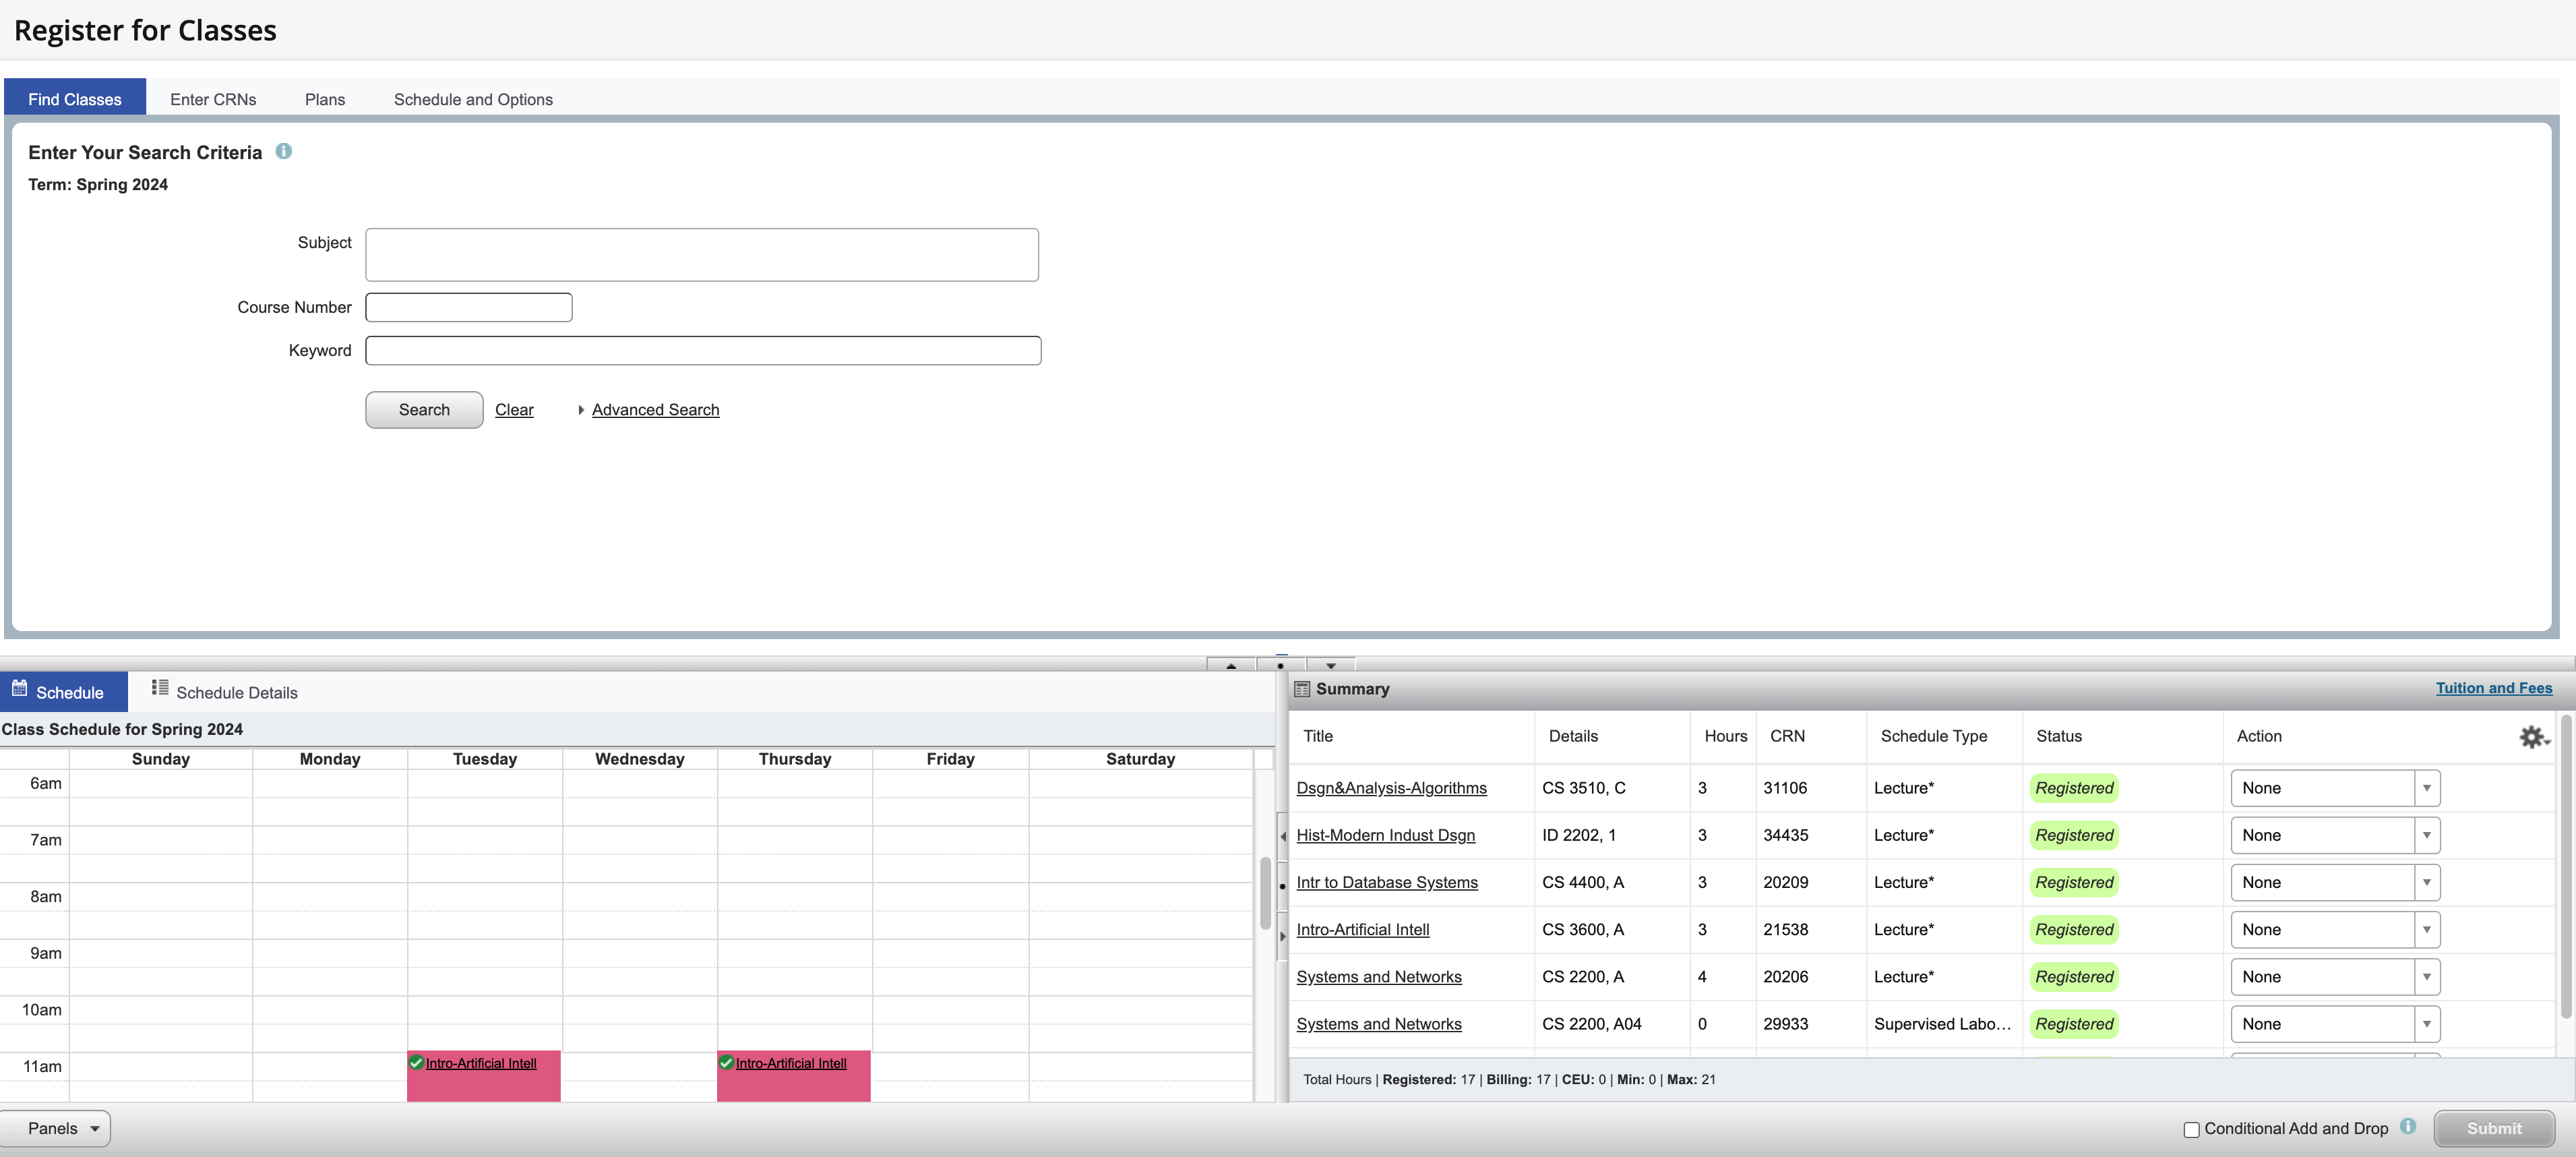 Register for Classes
Find Classes Enter CRNs Plans Schedule and Options
Enter Your Search Criteria
Term: Spring 2024
Subject
Course Number
Keyword
Search Clear Advanced Search
Schedule Schedule Details
Class Schedule for Spring 2024
Sunday Monday Tuesday Wednesday Thursday Friday Saturday
6am
7am
8am
9am
10am
11am Intro-Artificial Intell Intro-Artificial Intell
Summary Tuition and Fees
Title Details Hours CRN Schedule Type Status Action
Dsgn&Analysis-Algorithms CS 3510, C 3 31106 Lecture* Registered None
Hist-Modern Indust Dsgn ID 2202, 1 3 34435 Lecture* Registered None
Intr to Database Systems CS 4400, A 3 20209 Lecture* Registered None
Intro-Artificial Intell CS 3600, A 3 21538 Lecture* Registered None
Systems and Networks CS 2200, A 4 20206 Lecture* Registered None
Systems and Networks CS 2200, A04 0 29933 Supervised Labo... Registered None
Total Hours | Registered: 17 | Billing: 17 | CEU: 0 | Min: 0 | Max: 21
Panels Conditional Add and Drop Submit